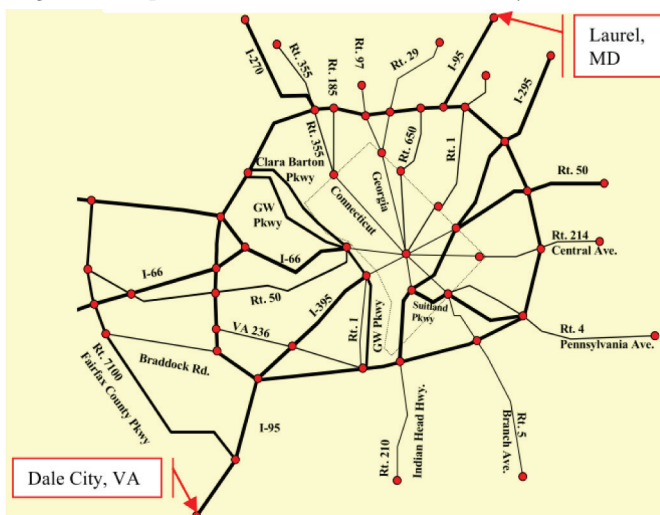 Laurel,
MD
I-270
Rt. 355
Rt. 185
Rt. 97
Rt. 29
I-95
I-295
Rt. 355
Rt. 650
Rt. 1
Clara Barton
Pkwy
Connecticut
Georgia
GW
Pkwy
Rt. 50
Rt. 214
Central Ave.
I-66
I-66
Rt. 50
I-395
Rt. 1
GW Pkwy
Suitland
Pkwy
VA 236
Braddock Rd.
Rt. 4
Pennsylvania Ave.
Rt. 7100
Fairfax County Pkwy
I-95
Rt. 210
Indian Head Hwy.
Rt. 5
Branch Ave.
Dale City, VA